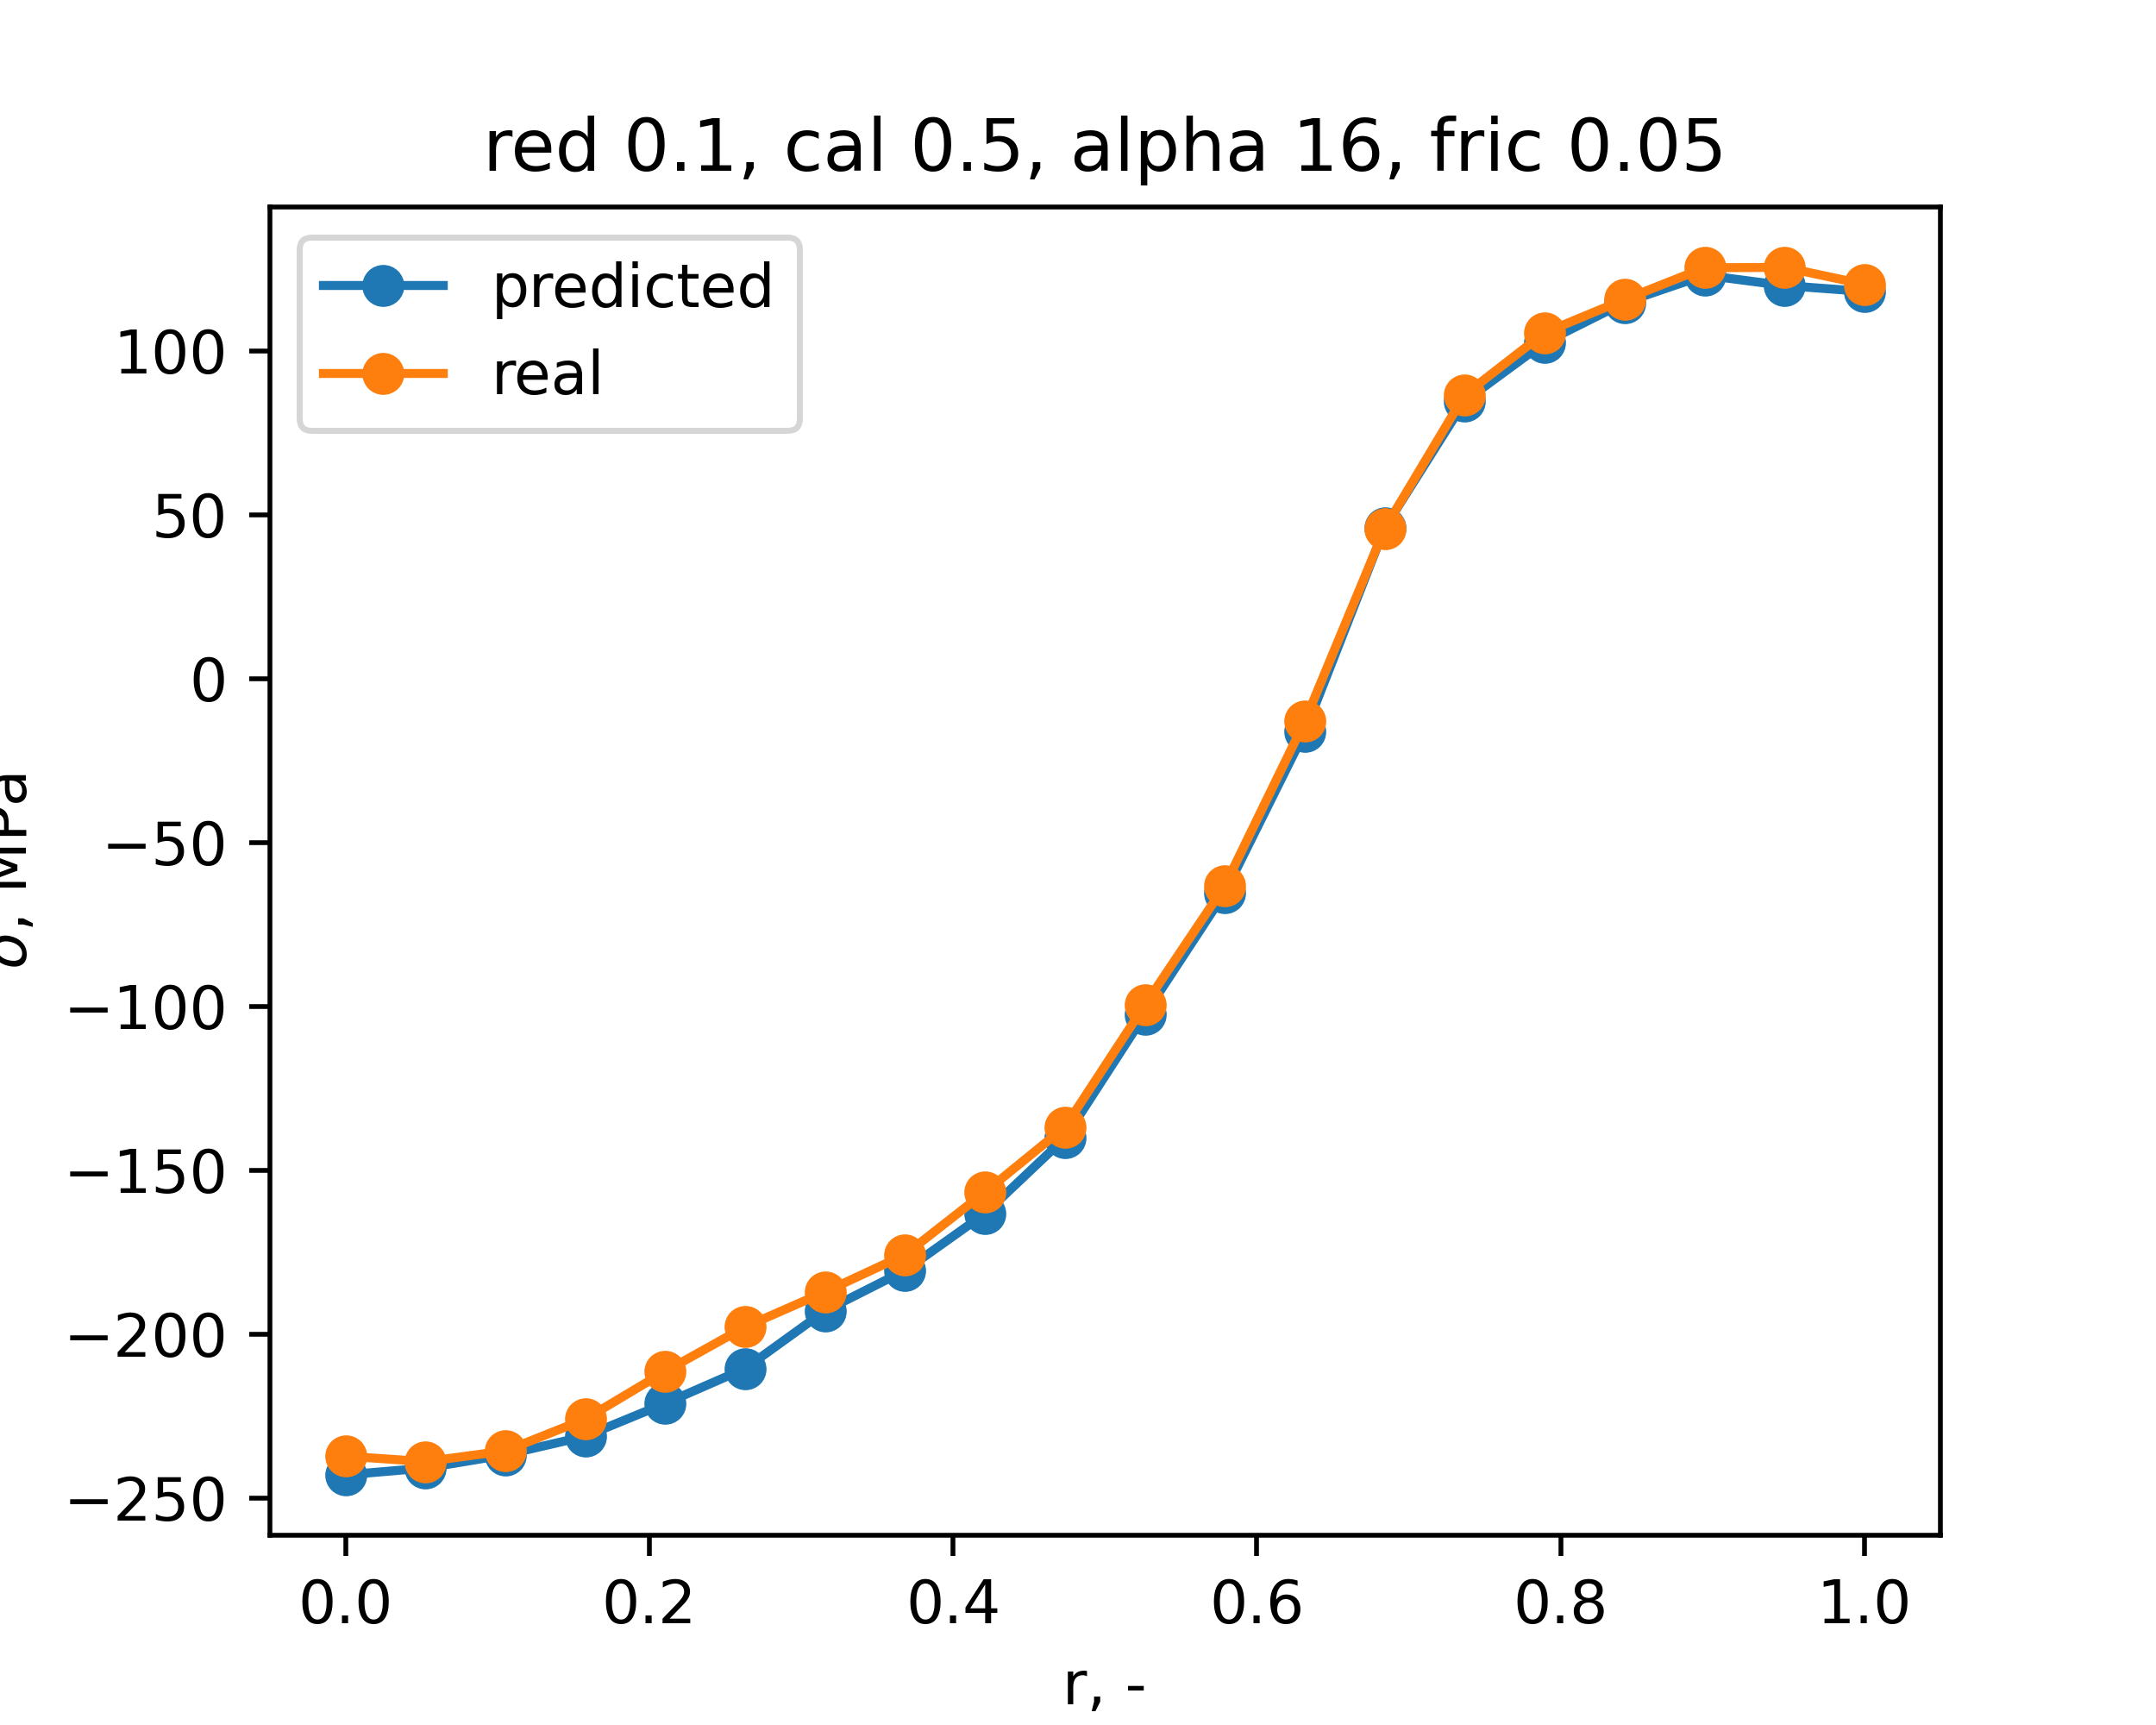 red 0.1, cal 0.5, alpha 16, fric 0.05
predicted
real
100
50
0
−50
−100
−150
−200
−250
σ, MPa
0.0 0.2 0.4 0.6 0.8 1.0
r, -